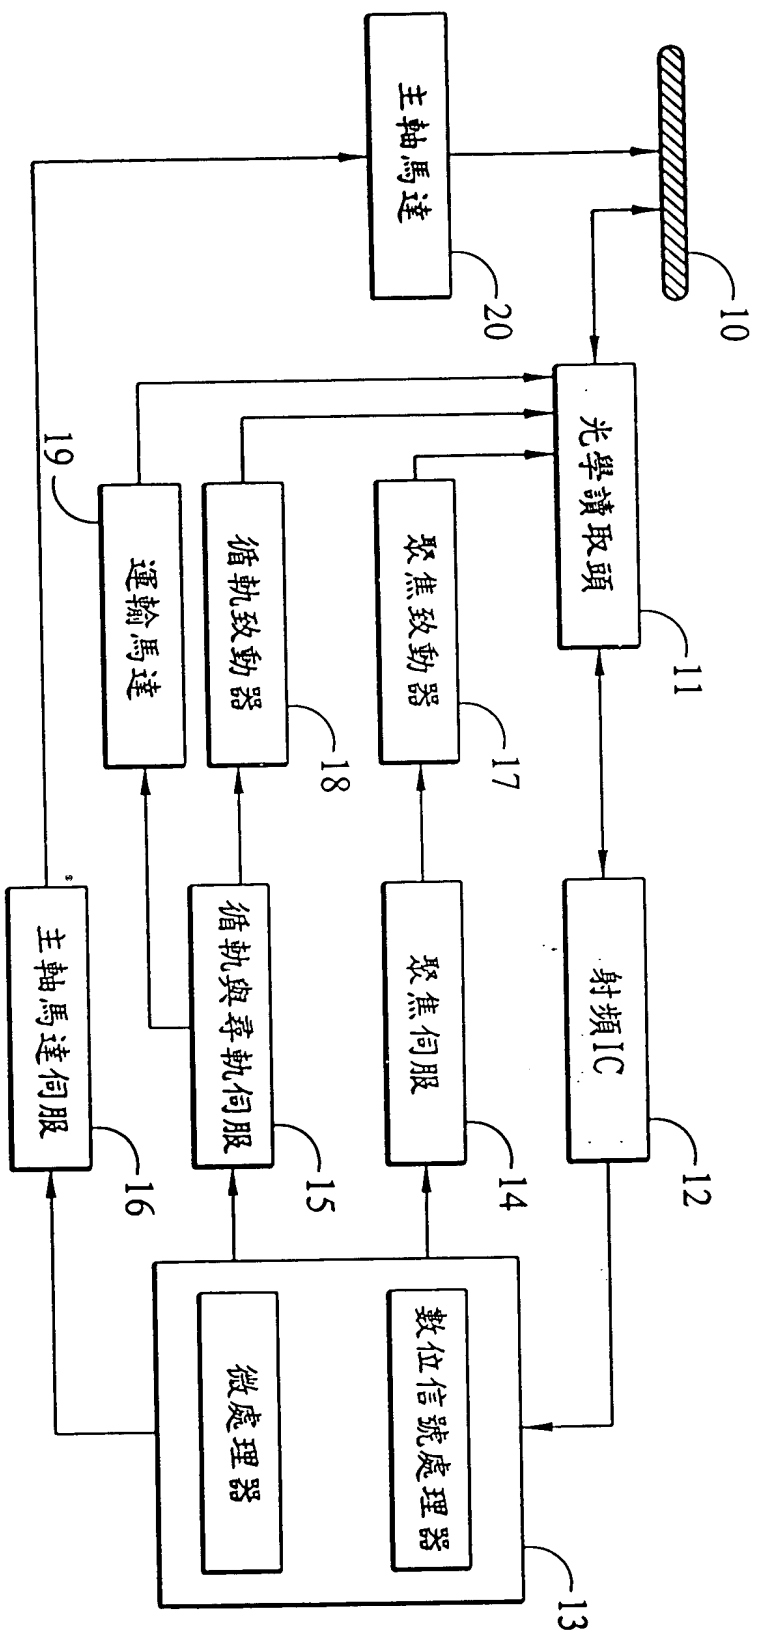 10
主軸馬達
20
光學讀取頭
11
射頻IC
12
聚焦致動器
17
聚焦伺服
14
數位信號處理器
微處理器
13
循軌致動器
18
循軌與尋軌伺服
15
運輸馬達
19
主軸馬達伺服
16